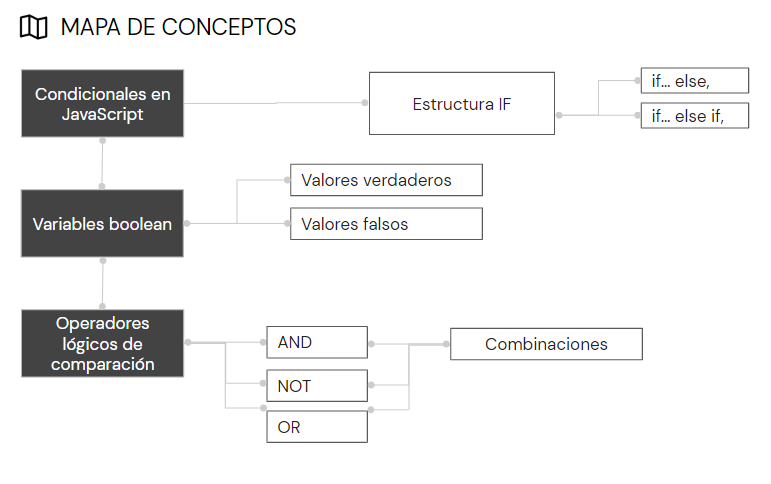 MAPA DE CONCEPTOS
Condicionales en
JavaScript
Estructura IF
if... else,
if... else if,
Variables boolean
Valores verdaderos
Valores falsos
Operadores
lógicos de
comparación
AND
NOT
OR
Combinaciones